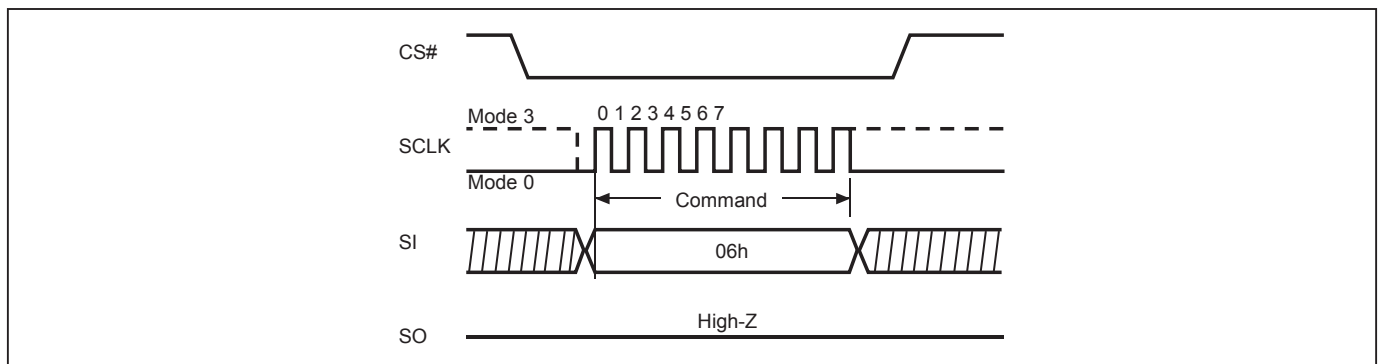 CS#
Mode 3
0 1 2 3 4 5 6 7
SCLK
Mode 0
Command
SI
06h
High-Z
SO